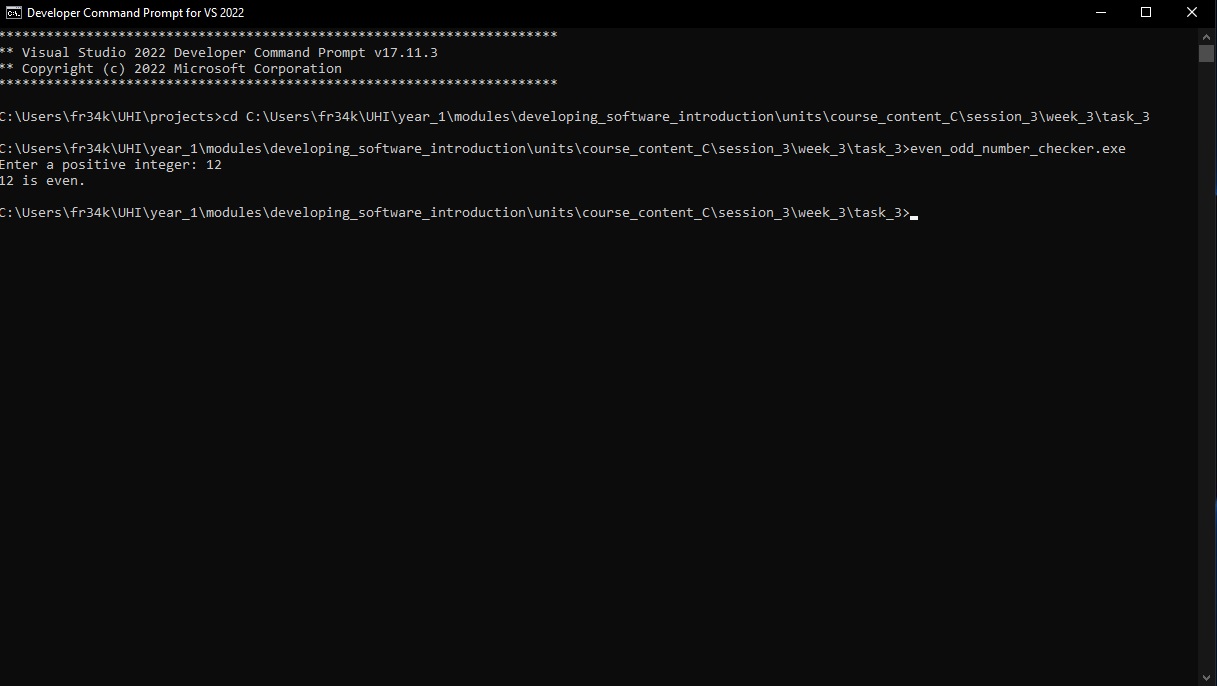 Developer Command Prompt for VS 2022
**********************************************************************
** Visual Studio 2022 Developer Command Prompt v17.11.3
** Copyright (c) 2022 Microsoft Corporation
**********************************************************************
C:\Users\fr34k\UHI\projects>cd C:\Users\fr34k\UHI\year_1\modules\developing_software_introduction\units\course_content_C\session_3\week_3\task_3
C:\Users\fr34k\UHI\year_1\modules\developing_software_introduction\units\course_content_C\session_3\week_3\task_3>even_odd_number_checker.exe
Enter a positive integer: 12
12 is even.
C:\Users\fr34k\UHI\year_1\modules\developing_software_introduction\units\course_content_C\session_3\week_3\task_3>